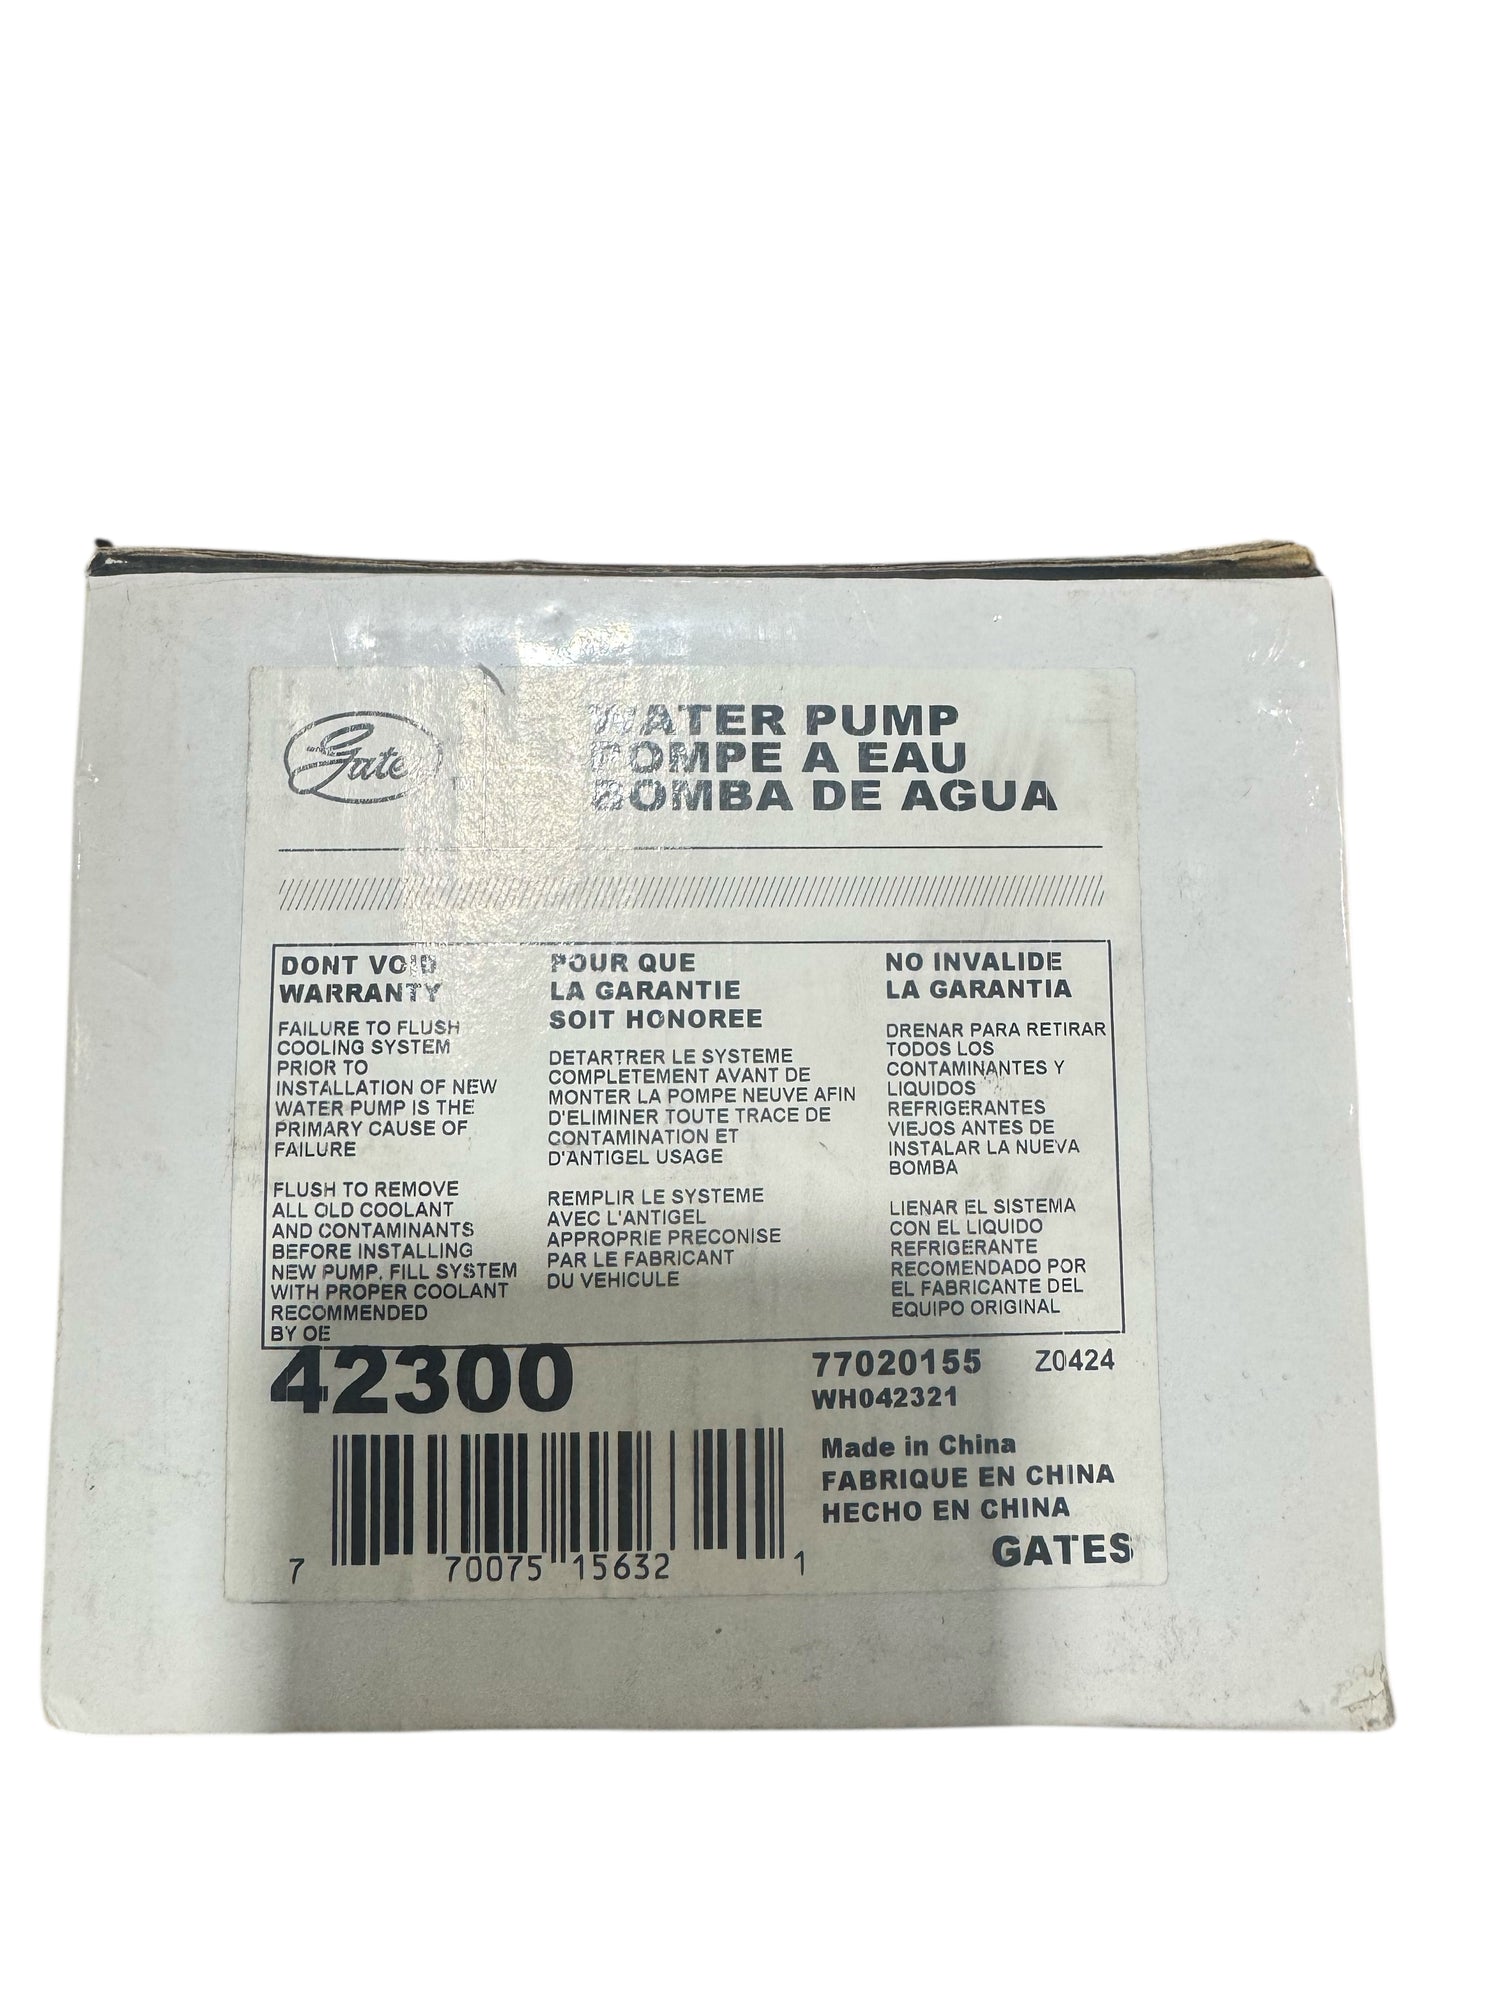 Gates
WATER PUMP
POMPE A EAU
BOMBA DE AGUA
DONT VOID
WARRANTY
FAILURE TO FLUSH
COOLING SYSTEM
PRIOR TO
INSTALLATION OF NEW
WATER PUMP IS THE
PRIMARY CAUSE OF
FAILURE
FLUSH TO REMOVE
ALL OLD COOLANT
AND CONTAMINANTS
BEFORE INSTALLING
NEW PUMP, FILL SYSTEM
WITH PROPER COOLANT
RECOMMENDED
BY OE
POUR QUE
LA GARANTIE
SOIT HONOREE
DETARTRER LE SYSTEME
COMPLETEMENT AVANT DE
MONTER LA POMPE NEUVE AFIN
D'ELIMINER TOUTE TRACE DE
CONTAMINATION ET
D'ANTIGEL USAGE
REMPLIR LE SYSTEME
AVEC L'ANTIGEL
APPROPRIE PRECONISE
PAR LE FABRICANT
DU VEHICULE
NO INVALIDE
LA GARANTIA
DRENAR PARA RETIRAR
TODOS LOS
CONTAMINANTES Y
LIQUIDOS
REFRIGERANTES
VIEJOS ANTES DE
INSTALAR LA NUEVA
BOMBA
LIENAR EL SISTEMA
CON EL LIQUIDO
REFRIGERANTE
RECOMENDADO POR
EL FABRICANTE DEL
EQUIPO ORIGINAL
42300
77020155 Z0424
WH042321
Made in China
FABRIQUE EN CHINA
HECHO EN CHINA
GATES
7 70075 15632 1